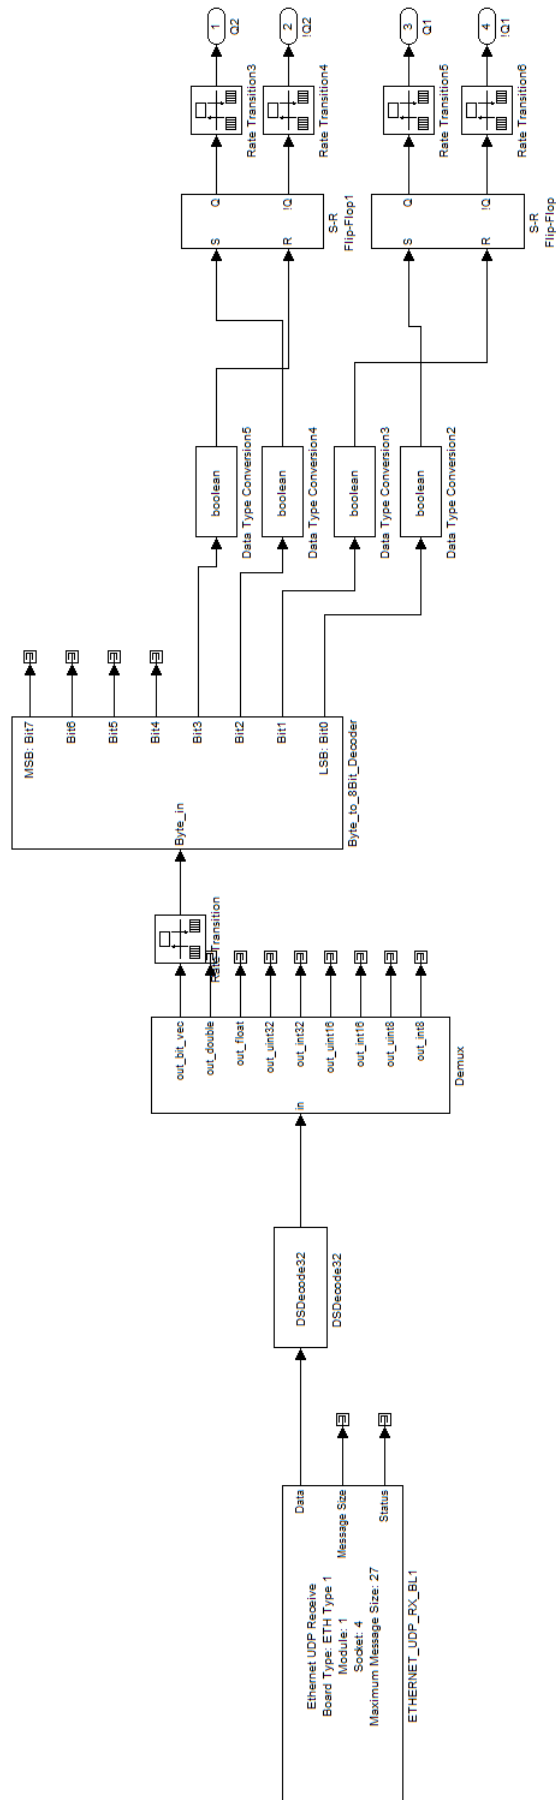 1
Q2
2
!Q2
3
Q1
4
!Q1
Rate Transition3
Rate Transition4
Rate Transition5
Rate Transition6
Q
!Q
S
R
S-R
Flip-Flop1
Q
!Q
S
R
S-R
Flip-Flop
boolean
Data Type Conversion5
boolean
Data Type Conversion4
boolean
Data Type Conversion3
boolean
Data Type Conversion2
MSB: Bit7
Bit6
Bit5
Bit4
Bit3
Bit2
Bit1
LSB: Bit0
Byte_in
Byte_to_8Bit_Decoder
Rate Transition
out_bit_vec
out_double
out_float
out_uint32
out_int32
out_uint16
out_int16
out_uint8
out_int8
in
Demux
DSDecode32
DSDecode32
Data
Message Size
Status
Ethernet UDP Receive
Board Type: ETH Type 1
Module: 1
Socket: 4
Maximum Message Size: 27
ETHERNET_UDP_RX_BL1